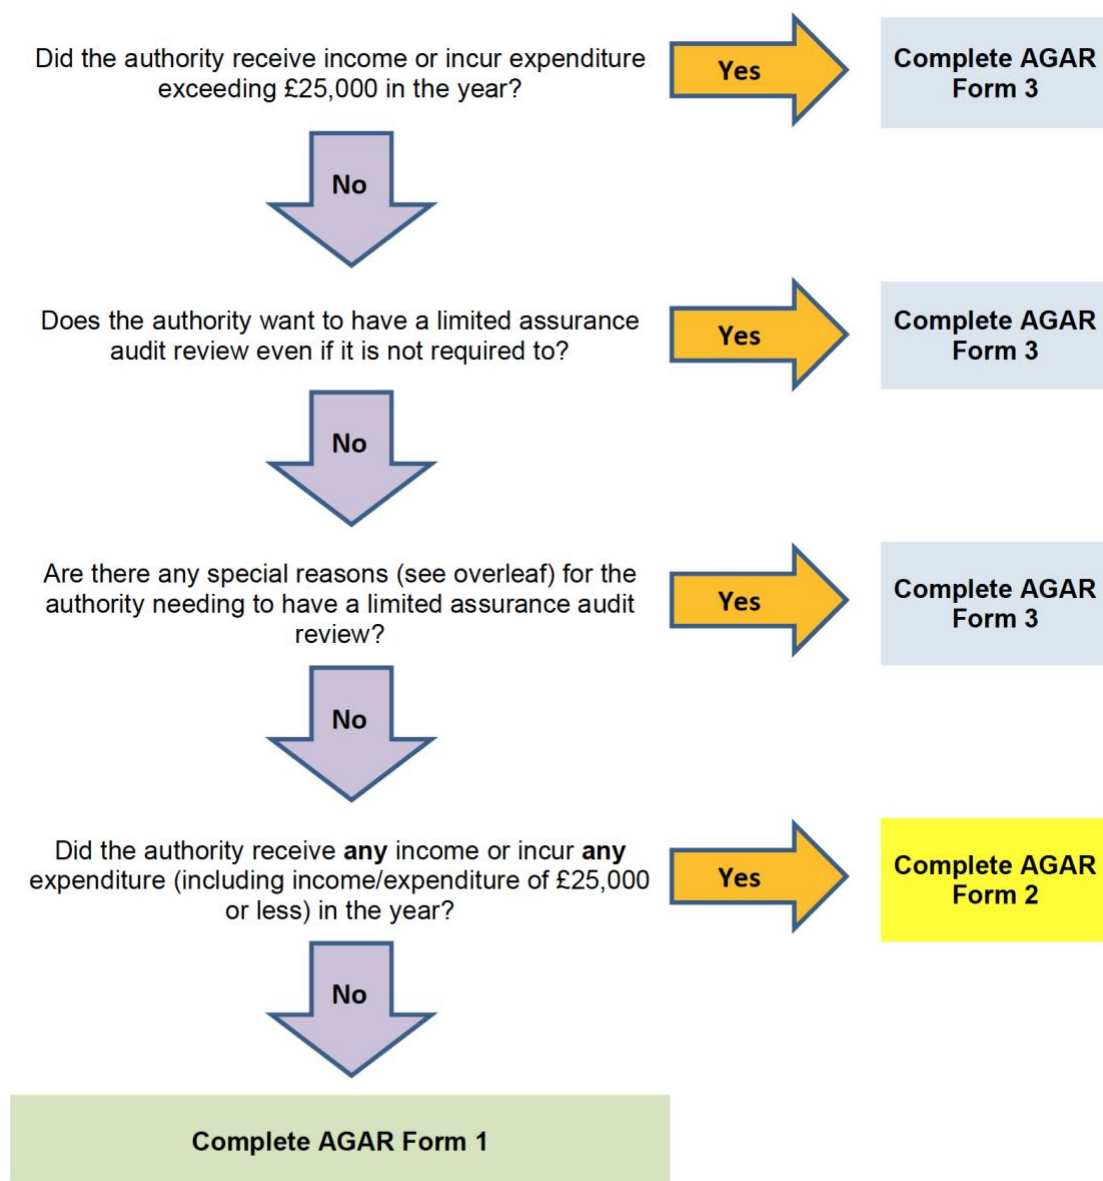 Did the authority receive income or incur expenditure
exceeding £25,000 in the year?
Yes
Complete AGAR
Form 3
No
Does the authority want to have a limited assurance
audit review even if it is not required to?
Yes
Complete AGAR
Form 3
No
Are there any special reasons (see overleaf) for the
authority needing to have a limited assurance audit
review?
Yes
Complete AGAR
Form 3
No
Did the authority receive any income or incur any
expenditure (including income/expenditure of £25,000
or less) in the year?
Yes
Complete AGAR
Form 2
No
Complete AGAR Form 1